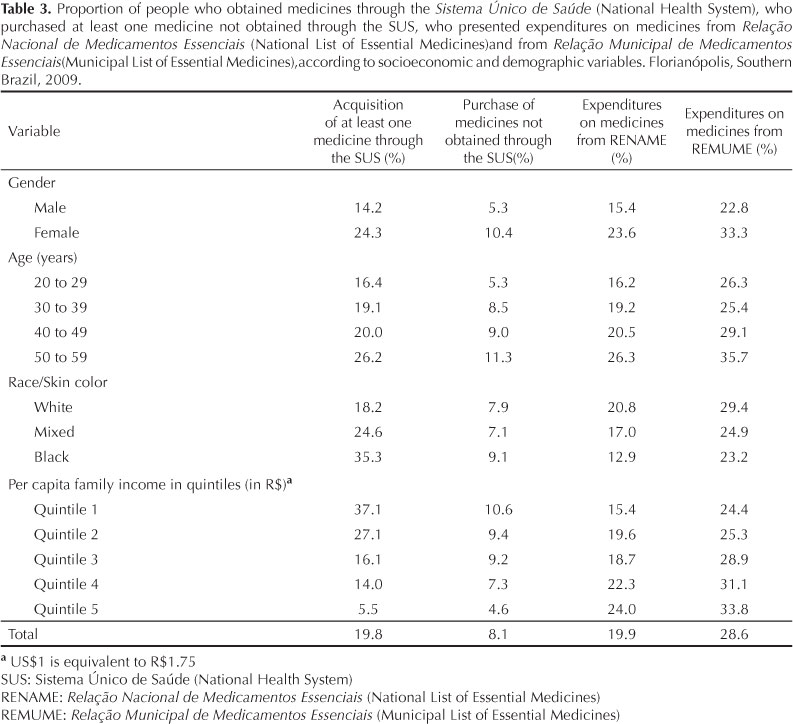 Table 3. Proportion of people who obtained medicines through the Sistema Único de Saúde (National Health System), who
purchased at least one medicine not obtained through the SUS, who presented expenditures on medicines from Relação
Nacional de Medicamentos Essenciais (National List of Essential Medicines)and from Relação Municipal de Medicamentos
Essenciais(Municipal List of Essential Medicines),according to socioeconomic and demographic variables. Florianópolis, Southern
Brazil, 2009.
Variable Acquisition of at least one medicine through the SUS (%) Purchase of medicines not obtained through the SUS(%) Expenditures on medicines from RENAME (%) Expenditures on medicines from REMUME (%)
Gender
Male 14.2 5.3 15.4 22.8
Female 24.3 10.4 23.6 33.3
Age (years)
20 to 29 16.4 5.3 16.2 26.3
30 to 39 19.1 8.5 19.2 25.4
40 to 49 20.0 9.0 20.5 29.1
50 to 59 26.2 11.3 26.3 35.7
Race/Skin color
White 18.2 7.9 20.8 29.4
Mixed 24.6 7.1 17.0 24.9
Black 35.3 9.1 12.9 23.2
Per capita family income in quintiles (in R$)a
Quintile 1 37.1 10.6 15.4 24.4
Quintile 2 27.1 9.4 19.6 25.3
Quintile 3 16.1 9.2 18.7 28.9
Quintile 4 14.0 7.3 22.3 31.1
Quintile 5 5.5 4.6 24.0 33.8
Total 19.8 8.1 19.9 28.6
a US$1 is equivalent to R$1.75
SUS: Sistema Único de Saúde (National Health System)
RENAME: Relação Nacional de Medicamentos Essenciais (National List of Essential Medicines)
REMUME: Relação Municipal de Medicamentos Essenciais (Municipal List of Essential Medicines)